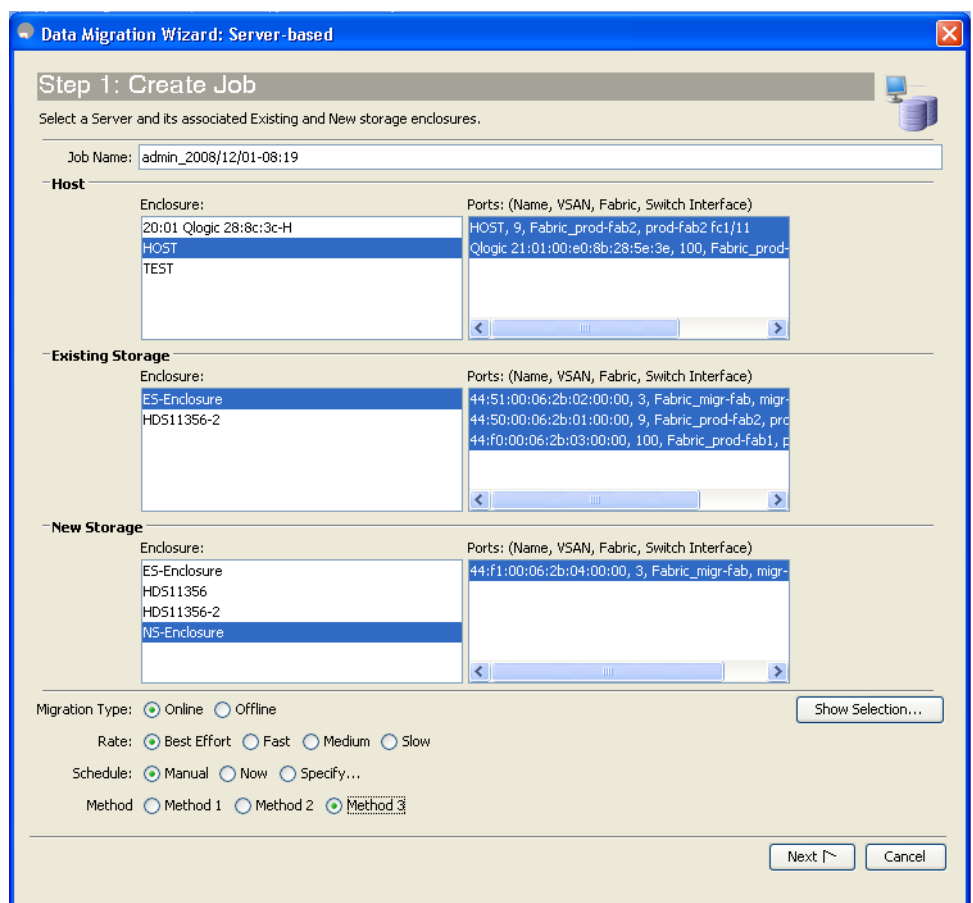 Data Migration Wizard: Server-based
Step 1: Create Job
Select a Server and its associated Existing and New storage enclosures.
Job Name: admin_2008/12/01-08:19
Host
Enclosure: Ports: (Name, VSAN, Fabric, Switch Interface)
20:01 Qlogic 28:8c:3c-H HOST, 9, Fabric_prod-fab2, prod-fab2 fc1/11
HOST Qlogic 21:01:00:e0:8b:28:5e:3e, 100, Fabric_prod-
TEST
Existing Storage
Enclosure: Ports: (Name, VSAN, Fabric, Switch Interface)
ES-Enclosure 44:51:00:06:2b:02:00:00, 3, Fabric_migr-fab, migr-
HDS11356-2 44:50:00:06:2b:01:00:00, 9, Fabric_prod-fab2, prc
44:f0:00:06:2b:03:00:00, 100, Fabric_prod-fab1, p
New Storage
Enclosure: Ports: (Name, VSAN, Fabric, Switch Interface)
ES-Enclosure 44:f1:00:06:2b:04:00:00, 3, Fabric_migr-fab, migr-
HDS11356
HDS11356-2
NS-Enclosure
Migration Type: Online Offline Show Selection...
Rate: Best Effort Fast Medium Slow
Schedule: Manual Now Specify...
Method Method 1 Method 2 Method 3
Next Cancel